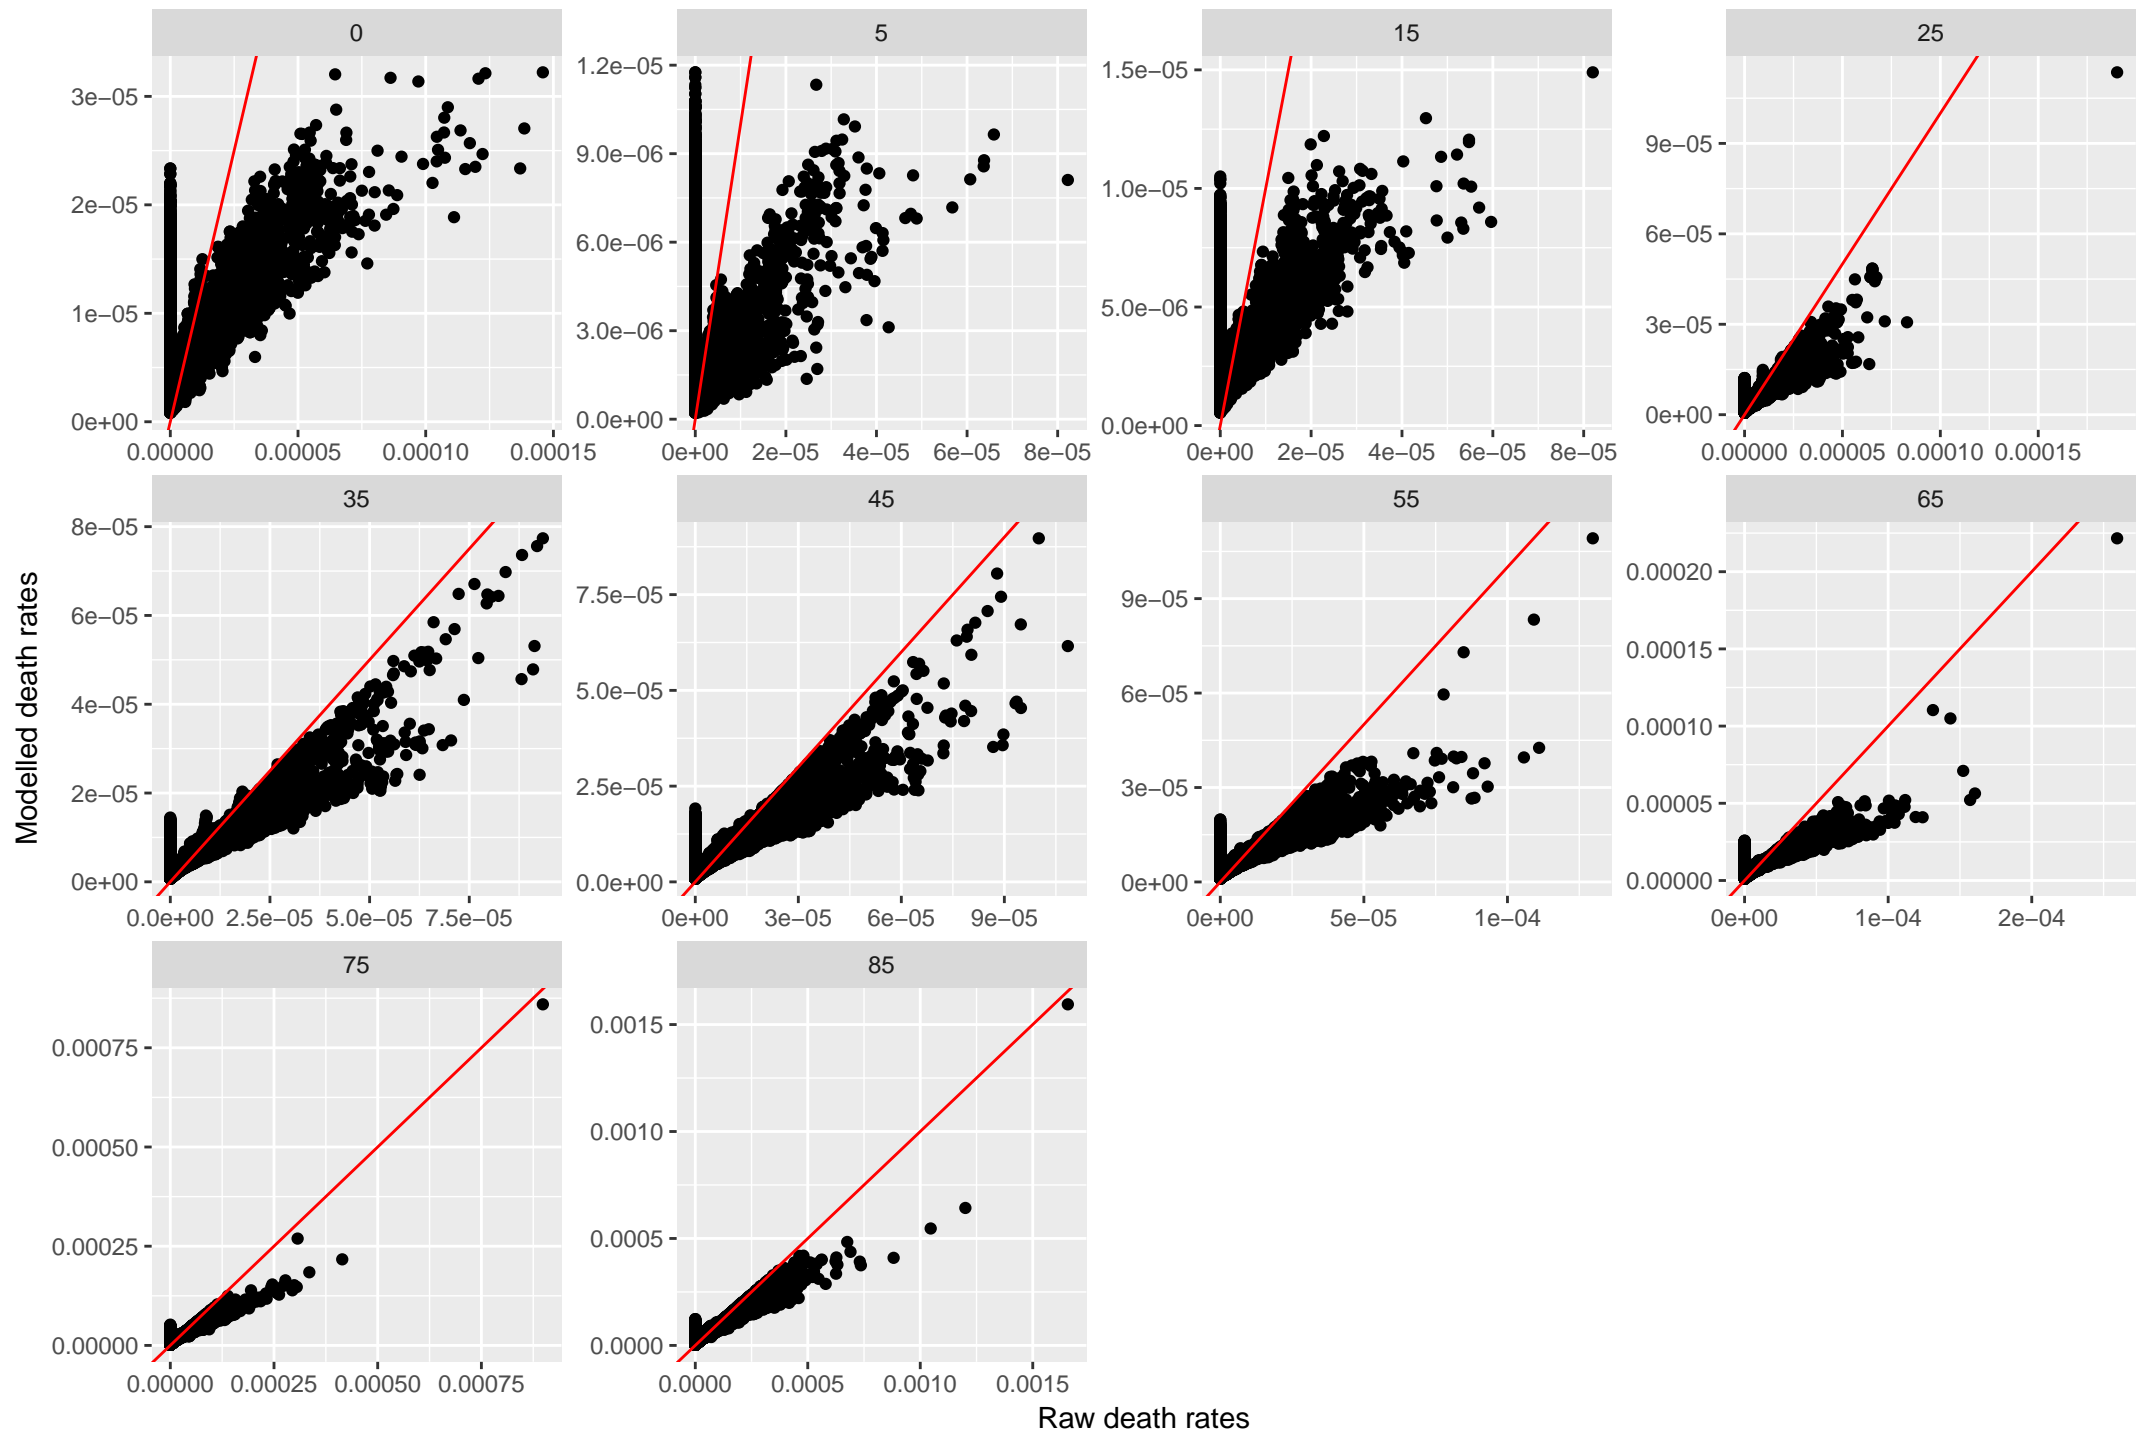 0 5 15 25
3e−05
2e−05
1e−05
0e+00
1.2e−05
9.0e−06
6.0e−06
3.0e−06
0.0e+00
1.5e−05
1.0e−05
5.0e−06
0.0e+00
9e−05
6e−05
3e−05
0e+00
0.00000 0.00005 0.00010 0.00015 0e+00 2e−05 4e−05 6e−05 8e−05 0e+00 2e−05 4e−05 6e−05 8e−05 0.00000 0.00005 0.00010 0.00015
35 45 55 65
8e−05
6e−05
4e−05
2e−05
0e+00
7.5e−05
5.0e−05
2.5e−05
0.0e+00
9e−05
6e−05
3e−05
0e+00
0.00020
0.00015
0.00010
0.00005
0.00000
0.0e+00 2.5e−05 5.0e−05 7.5e−05 0e+00 3e−05 6e−05 9e−05 0e+00 5e−05 1e−04 0e+00 1e−04 2e−04
75 85
0.00075
0.00050
0.00025
0.00000
0.0015
0.0010
0.0005
0.0000
0.00000 0.00025 0.00050 0.00075 0.0000 0.0005 0.0010 0.0015
Raw death rates
Modelled death rates